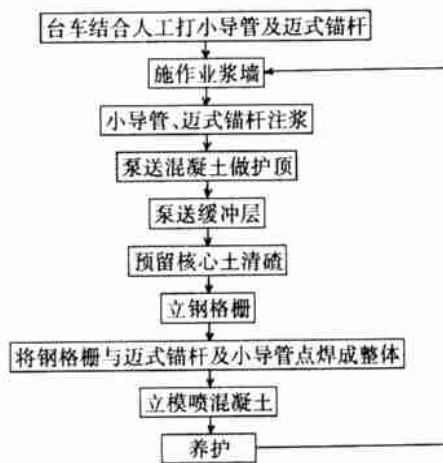 台车结合人工打小导管及迈式锚杆
施作业浆墙
小导管、迈式锚杆注浆
泵送混凝土做护顶
泵送缓冲层
预留核心土清碴
立钢格栅
将钢格栅与迈式锚杆及小导管点焊成整体
立模喷混凝土
养护